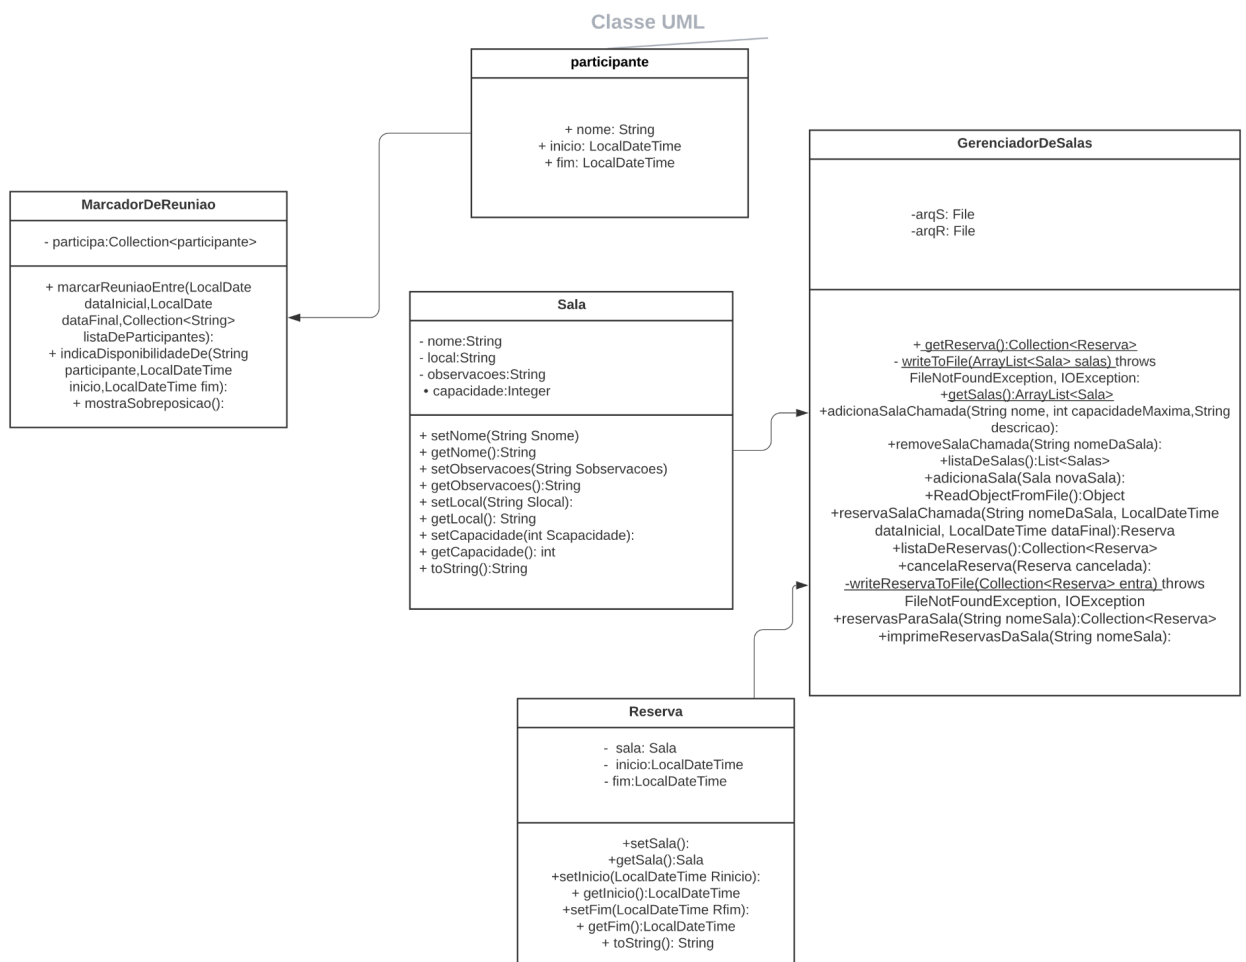 Classe UML
participante
+ nome: String
+ inicio: LocalDateTime
+ fim: LocalDateTime
MarcadorDeReuniao
- participa:Collection<participante>
+ marcarReuniaoEntre(LocalDate
dataInicial,LocalDate
dataFinal,Collection<String>
listaDeParticipantes):
+ indicaDisponibilidadeDe(String
participante,LocalDateTime
inicio,LocalDateTime fim):
+ mostraSobreposicao():
Sala
- nome:String
- local:String
- observacoes:String
• capacidade:Integer
+ setNome(String Snome)
+ getNome():String
+ setObservacoes(String Sobservacoes)
+ getObservacoes():String
+ setLocal(String Slocal):
+ getLocal(): String
+ setCapacidade(int Scapacidade):
+ getCapacidade(): int
+ toString():String
GerenciadorDeSalas
-arqS: File
-arqR: File
+ getReserva():Collection<Reserva>
- writeToFile(ArrayList<Sala> salas) throws
FileNotFoundException, IOException:
+getSalas():ArrayList<Sala>
+adicionaSalaChamada(String nome, int capacidadeMaxima,String
descricao):
+removeSalaChamada(String nomeDaSala):
+listaDeSalas():List<Salas>
+adicionaSala(Sala novaSala):
+ReadObjectFromFile():Object
+reservaSalaChamada(String nomeDaSala, LocalDateTime
dataInicial, LocalDateTime dataFinal):Reserva
+listaDeReservas():Collection<Reserva>
+cancelaReserva(Reserva cancelada):
-writeReservaToFile(Collection<Reserva> entra) throws
FileNotFoundException, IOException
+reservasParaSala(String nomeSala):Collection<Reserva>
+imprimeReservasDaSala(String nomeSala):
Reserva
- sala: Sala
- inicio:LocalDateTime
- fim:LocalDateTime
+setSala():
+getSala():Sala
+setInicio(LocalDateTime Rinicio):
+ getInicio():LocalDateTime
+setFim(LocalDateTime Rfim):
+ getFim():LocalDateTime
+ toString(): String